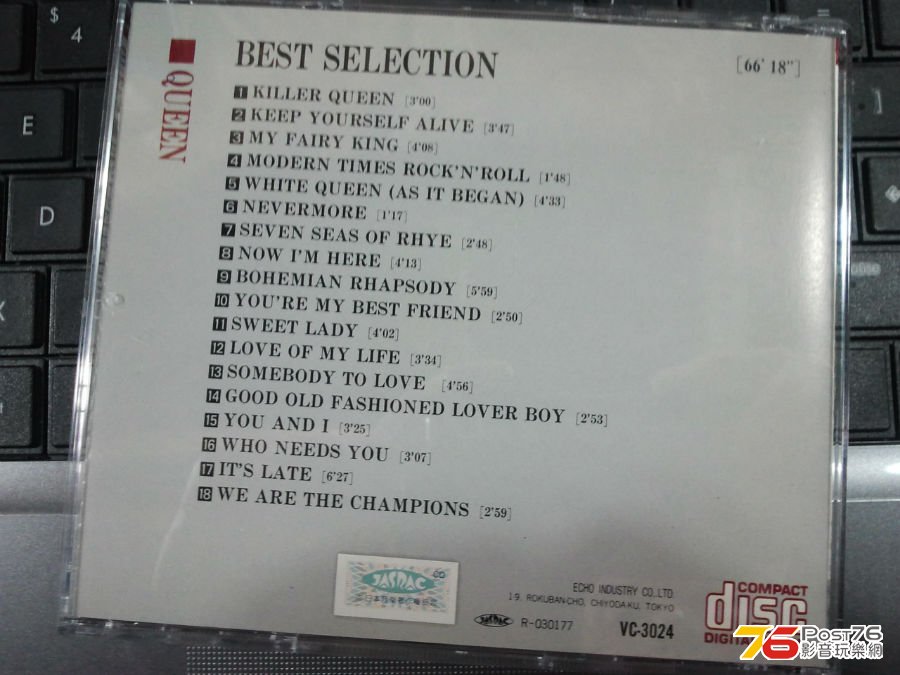 QUEEN
BEST SELECTION
[66' 18"]
1 KILLER QUEEN [3'00]
2 KEEP YOURSELF ALIVE [3'47]
3 MY FAIRY KING [4'08]
4 MODERN TIMES ROCK'N'ROLL [1'48]
5 WHITE QUEEN (AS IT BEGAN) [4'33]
6 NEVERMORE [1'17]
7 SEVEN SEAS OF RHYE [2'48]
8 NOW I'M HERE [4'13]
9 BOHEMIAN RHAPSODY [5'59]
10 YOU'RE MY BEST FRIEND [2'50]
11 SWEET LADY [4'02]
12 LOVE OF MY LIFE [3'34]
13 SOMEBODY TO LOVE [4'56]
14 GOOD OLD FASHIONED LOVER BOY [2'53]
15 YOU AND I [3'25]
16 WHO NEEDS YOU [3'07]
17 IT'S LATE [6'27]
18 WE ARE THE CHAMPIONS [2'59]
JASRAC
CD
ECHO INDUSTRY CO.,LTD.
19. ROKUBAN-CHO, CHIYODA-KU, TOKYO
JASRAC R-030177 VC-3024
COMPACT
disc
DIGITAL
76 Post76
影音玩樂網
$
4
E
D
X